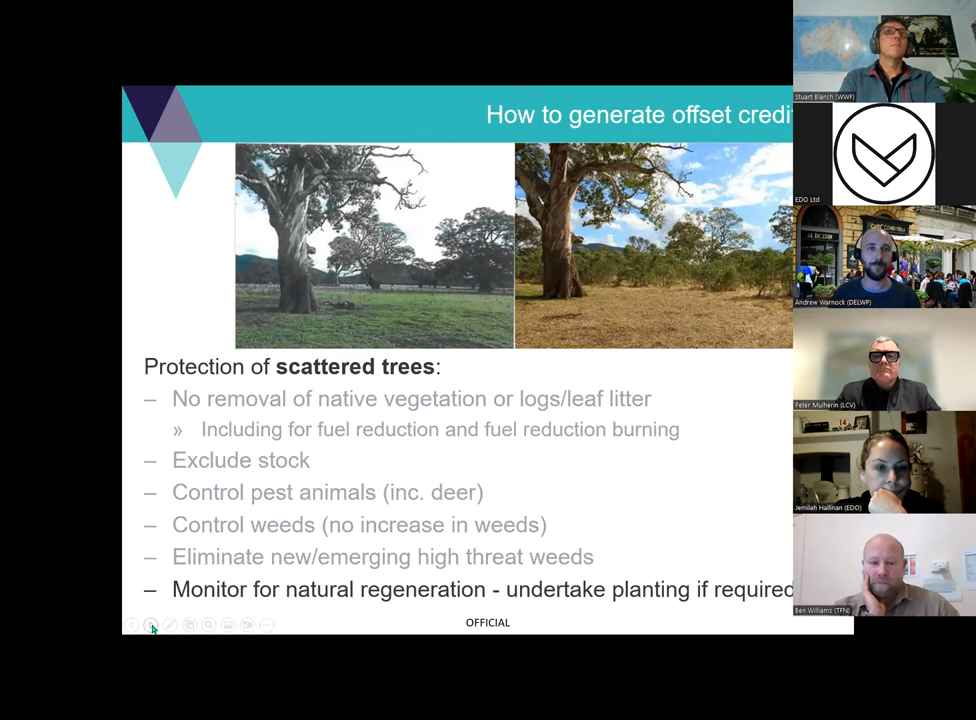 How to generate offset credi
Protection of scattered trees:
– No removal of native vegetation or logs/leaf litter
» Including for fuel reduction and fuel reduction burning
– Exclude stock
– Control pest animals (inc. deer)
– Control weeds (no increase in weeds)
– Eliminate new/emerging high threat weeds
– Monitor for natural regeneration - undertake planting if required
OFFICIAL
Stuart Blanch (WWF)
EDO Ltd
Andrew Warnock (DELWP)
Peter Mulherin (LCV)
Jemilah Hallinan (EDO)
Ben Williams (TFN)